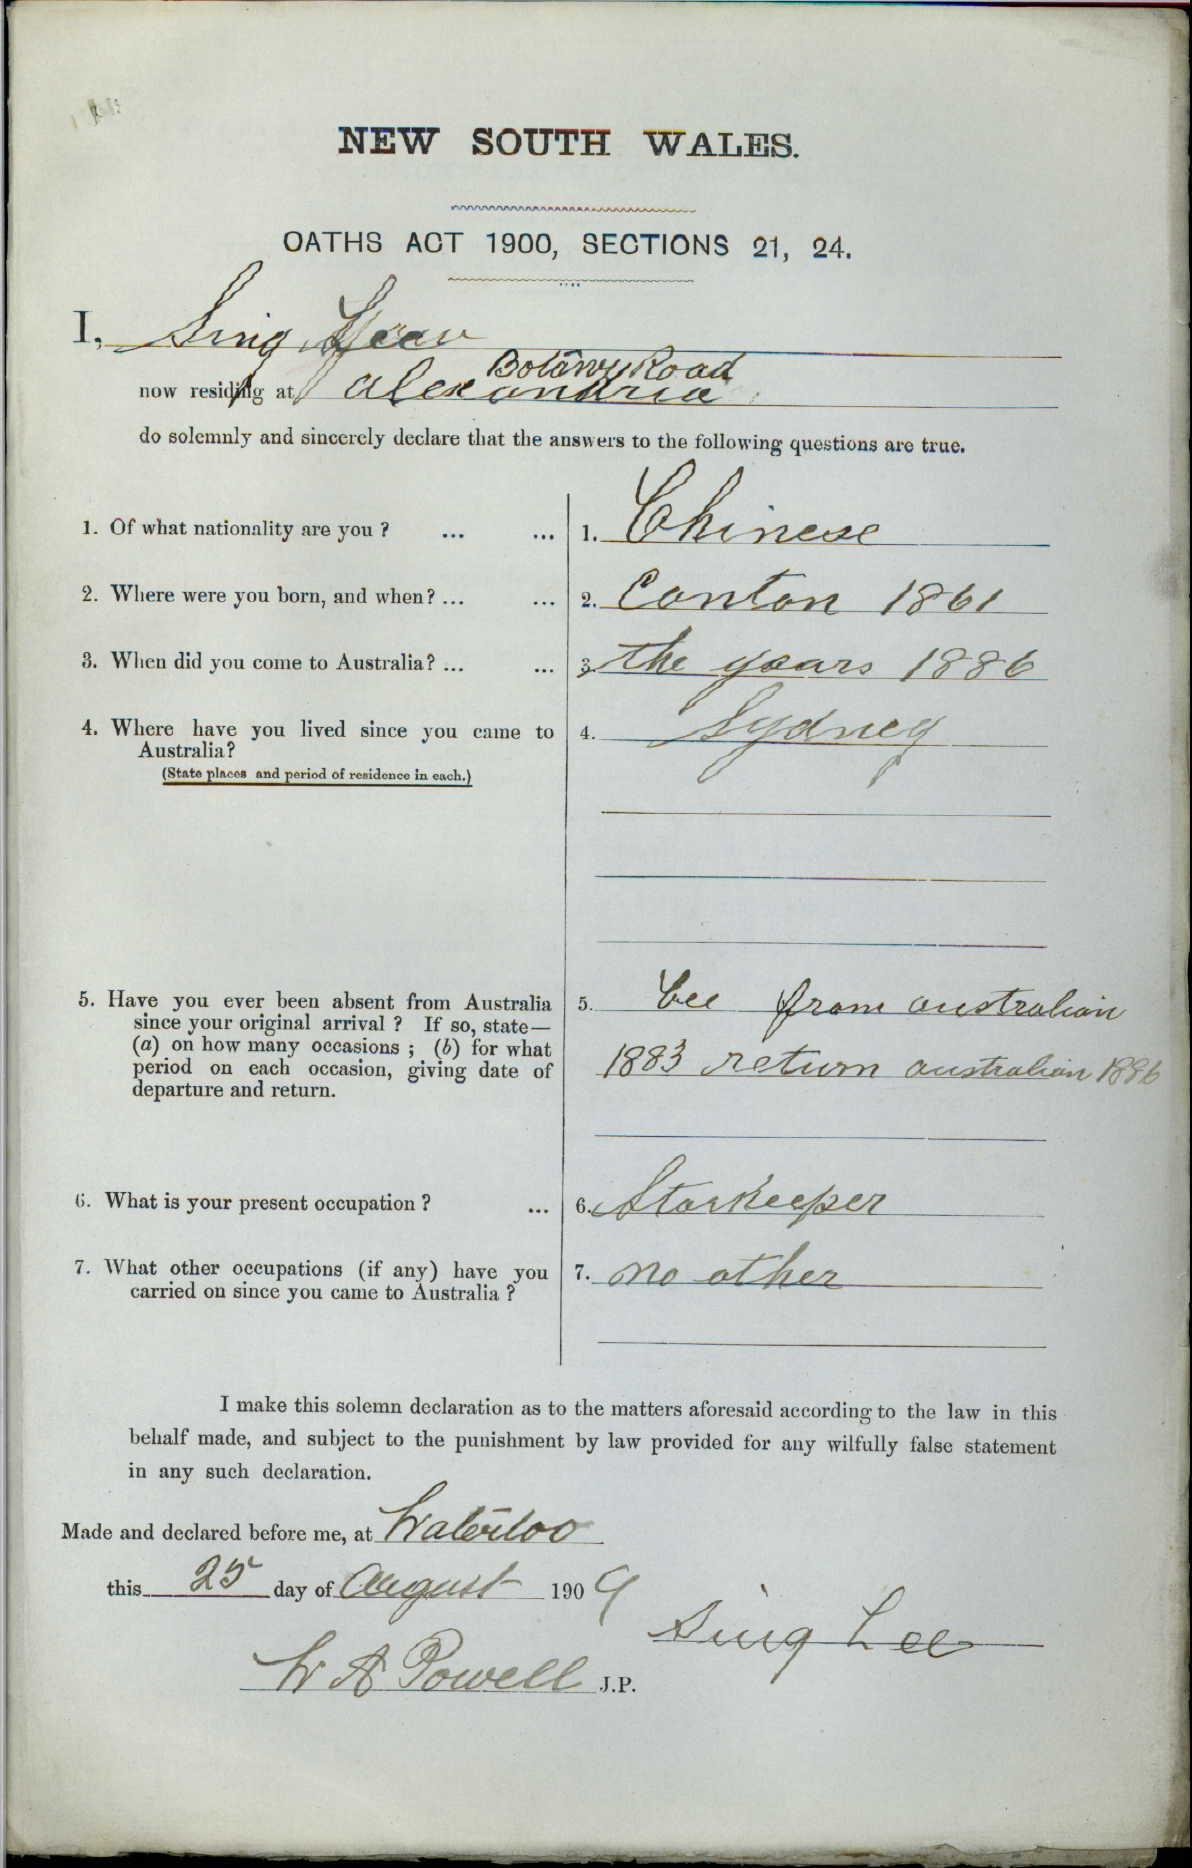 NEW SOUTH WALES.
OATHS ACT 1900, SECTIONS 21, 24.
I, Sing
Botany Road
now residing at Alexandria
do solemnly and sincerely declare that the answers to the following questions are true.
1. Of what nationality are you ? ... ... 1. Chinese
2. Where were you born, and when? ... ... 2. Canton 1861
3. When did you come to Australia? ... ... 3. the years 1886
4. Where have you lived since you came to 4. Sydney
Australia?
(State places and period of residence in each.)
5. Have you ever been absent from Australia 5. from australian
since your original arrival ? If so, state—
(a) on how many occasions ; (b) for what
period on each occasion, giving date of 1883 return australian 1886
departure and return.
6. What is your present occupation ? ... 6. Storkeeper
7. What other occupations (if any) have you 7. no other
carried on since you came to Australia ?
I make this solemn declaration as to the matters aforesaid according to the law in this
behalf made, and subject to the punishment by law provided for any wilfully false statement
in any such declaration.
Made and declared before me, at Waterloo
this 25 day of August 1909
Sing Lee
W A Powell J.P.